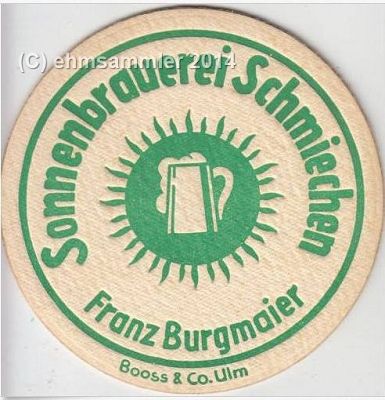 (C) ehmsammler 2014
Sonnenbrauerei Schmiechen
Franz Burgmaier
Booss & Co. Ulm